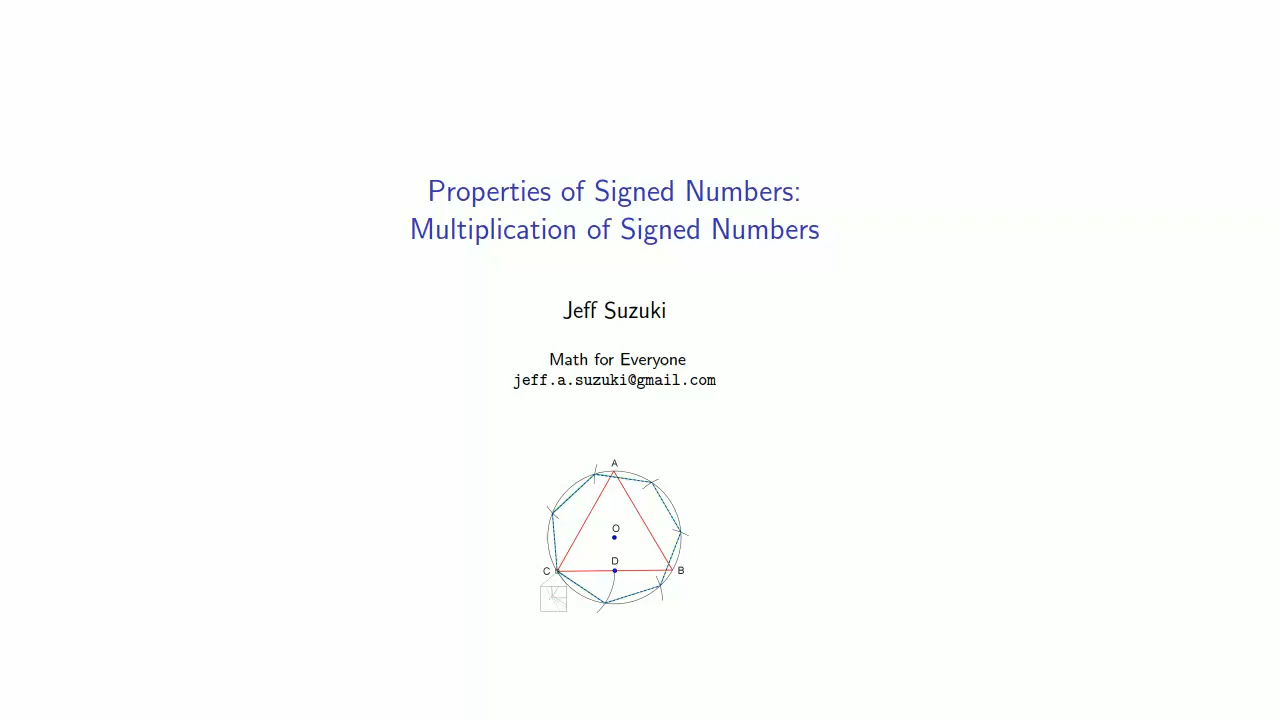 Properties of Signed Numbers:
Multiplication of Signed Numbers
Jeff Suzuki
Math for Everyone
jeff.a.suzuki@gmail.com
A
O
D
C
B